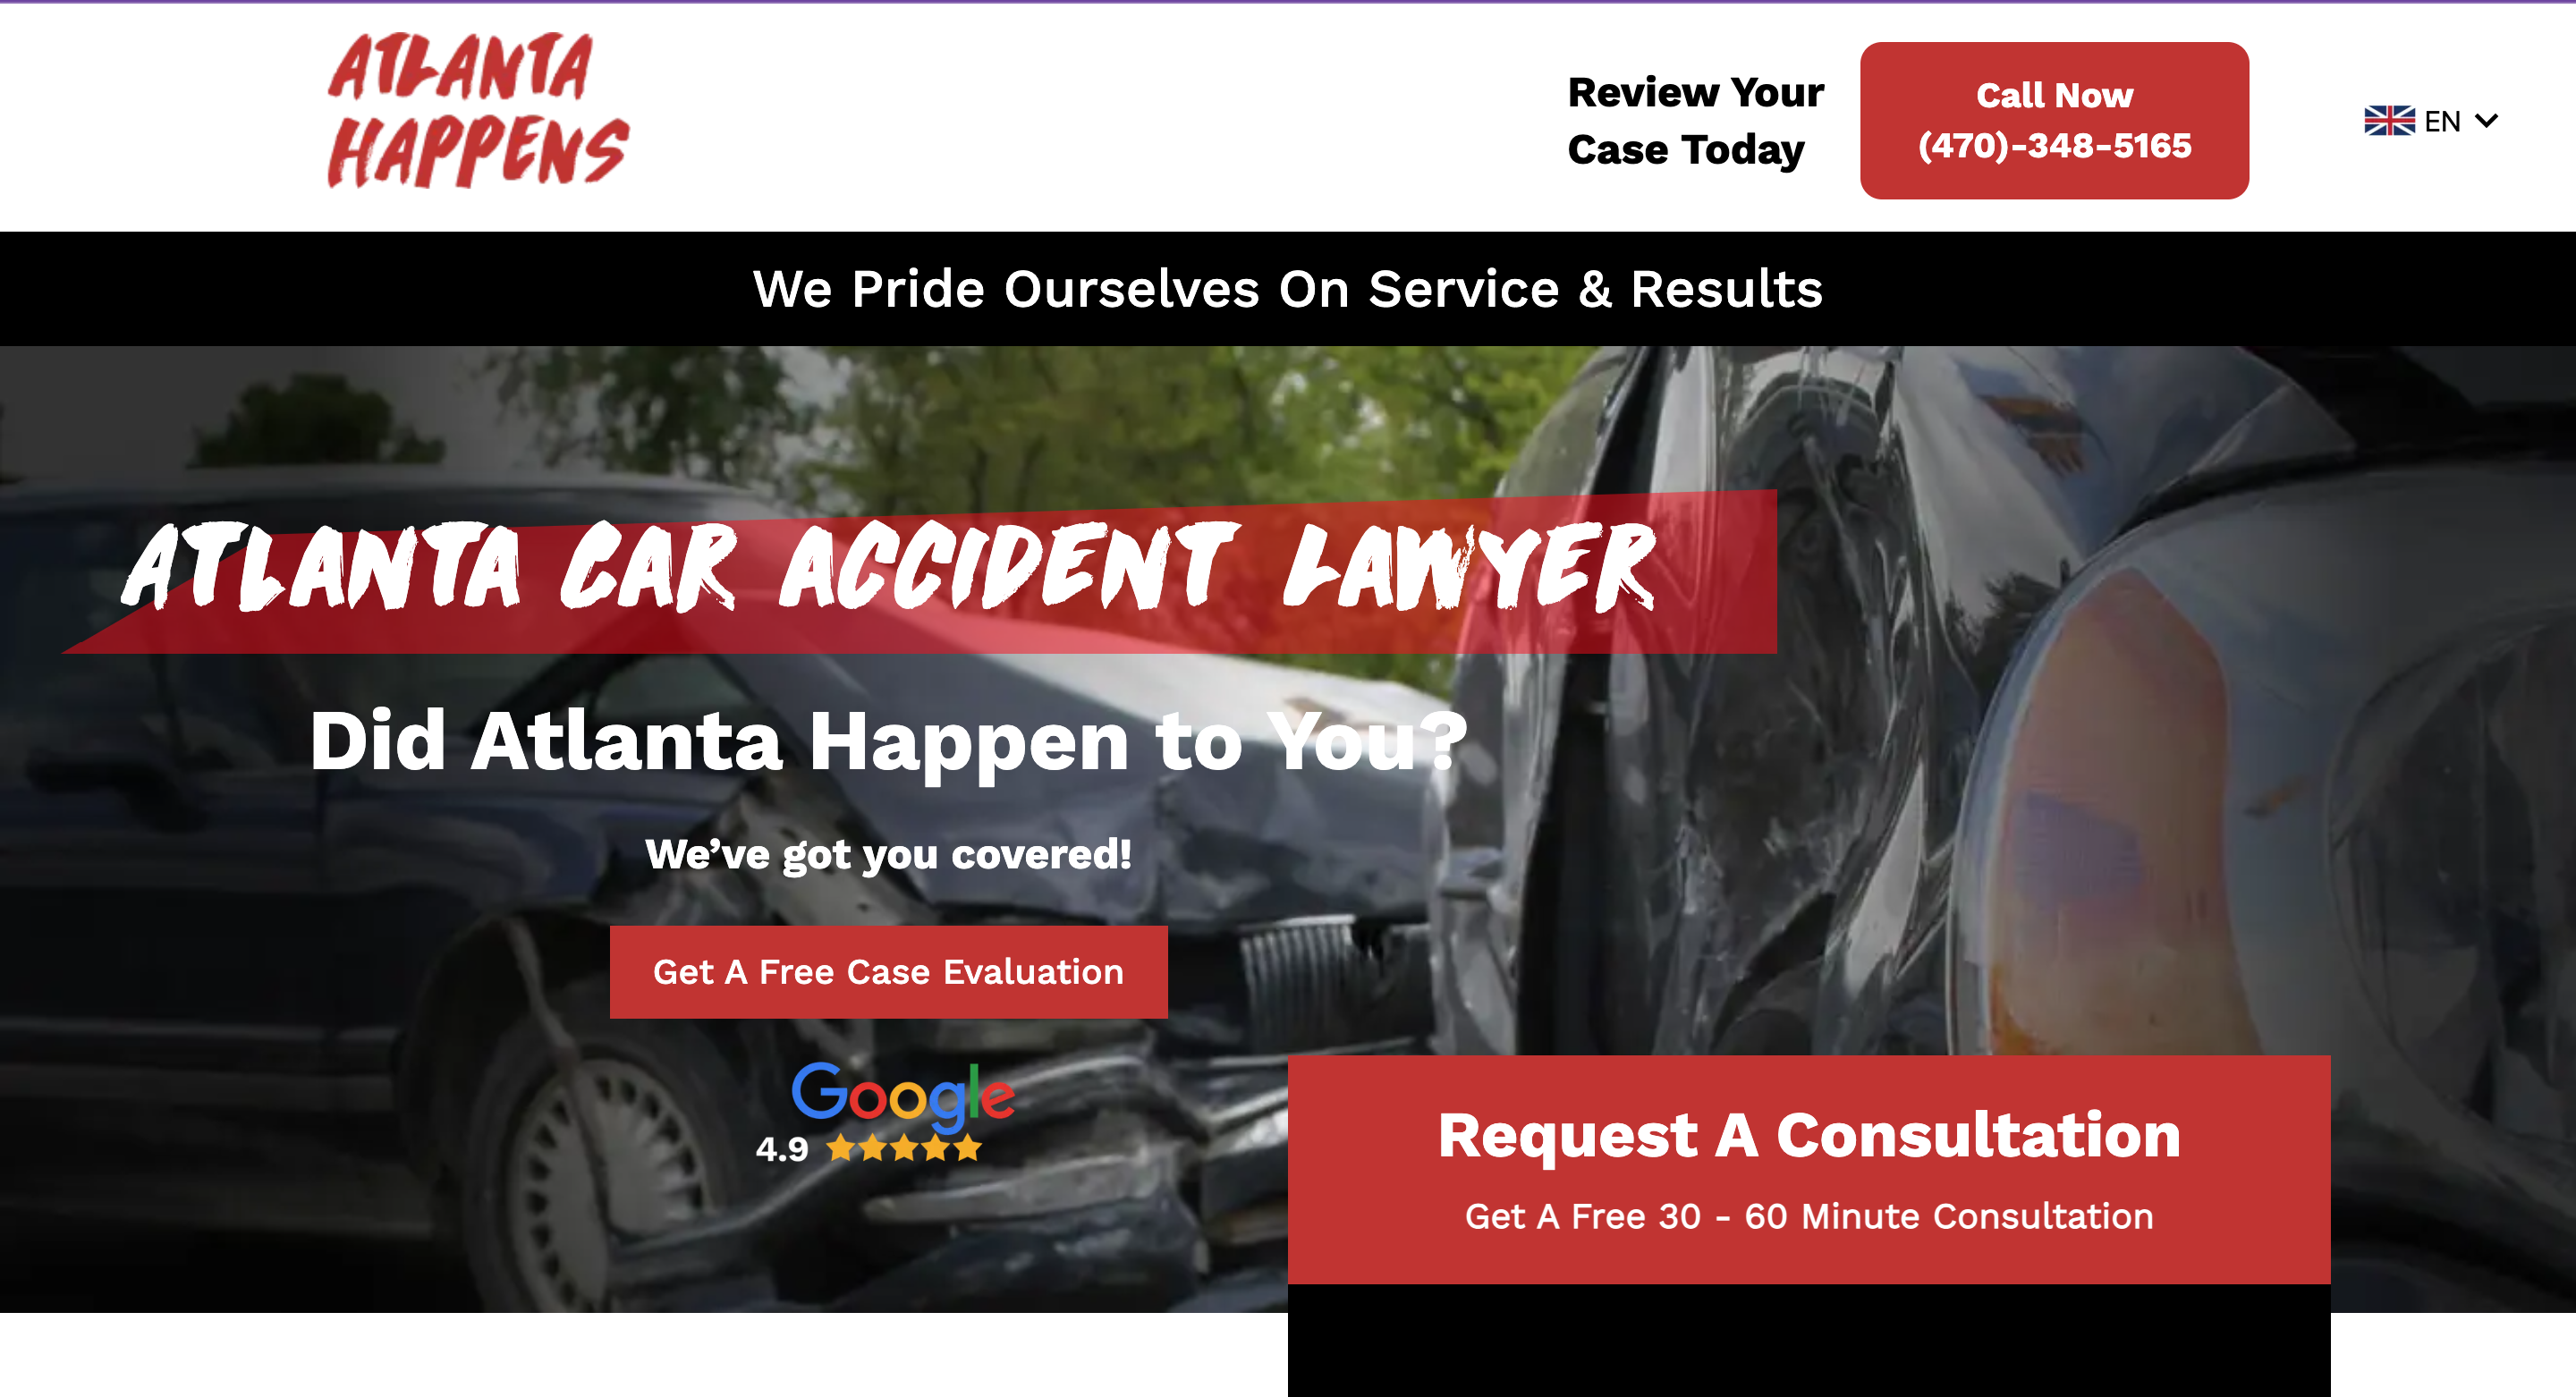 ATLANTA
HAPPENS
Review Your
Case Today
Call Now
(470)-348-5165
EN
We Pride Ourselves On Service & Results
ATLANTA CAR ACCIDENT LAWYER
Did Atlanta Happen to You?
We’ve got you covered!
Get A Free Case Evaluation
Google
4.9
Request A Consultation
Get A Free 30 - 60 Minute Consultation